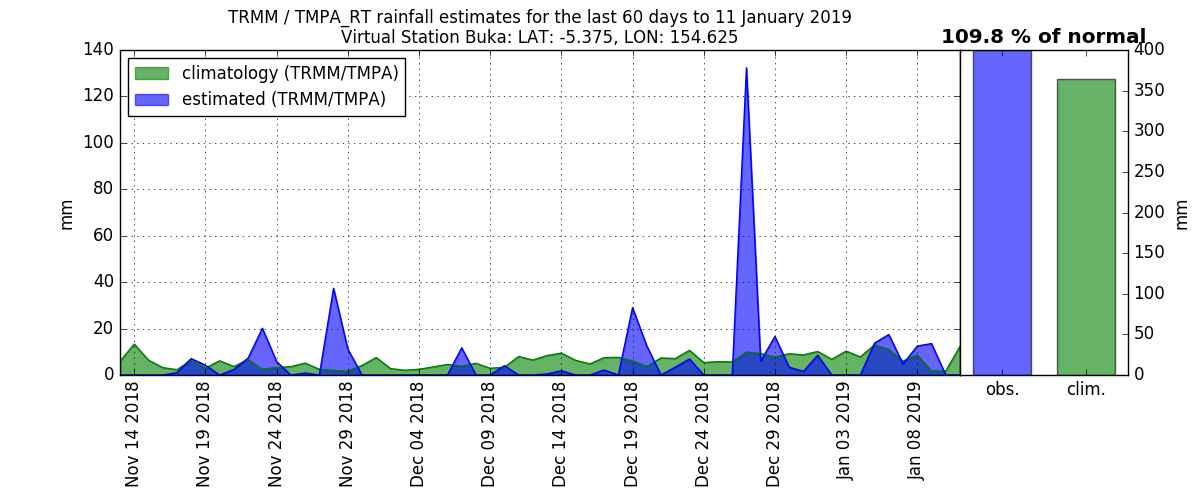 TRMM / TMPA_RT rainfall estimates for the last 60 days to 11 January 2019
Virtual Station Buka: LAT: -5.375, LON: 154.625
109.8 % of normal
climatology (TRMM/TMPA)
estimated (TRMM/TMPA)
140
120
100
80
60
40
20
0
mm
400
350
300
250
200
150
100
50
0
mm
obs.
clim.
Nov 14 2018
Nov 19 2018
Nov 24 2018
Nov 29 2018
Dec 04 2018
Dec 09 2018
Dec 14 2018
Dec 19 2018
Dec 24 2018
Dec 29 2018
Jan 03 2019
Jan 08 2019